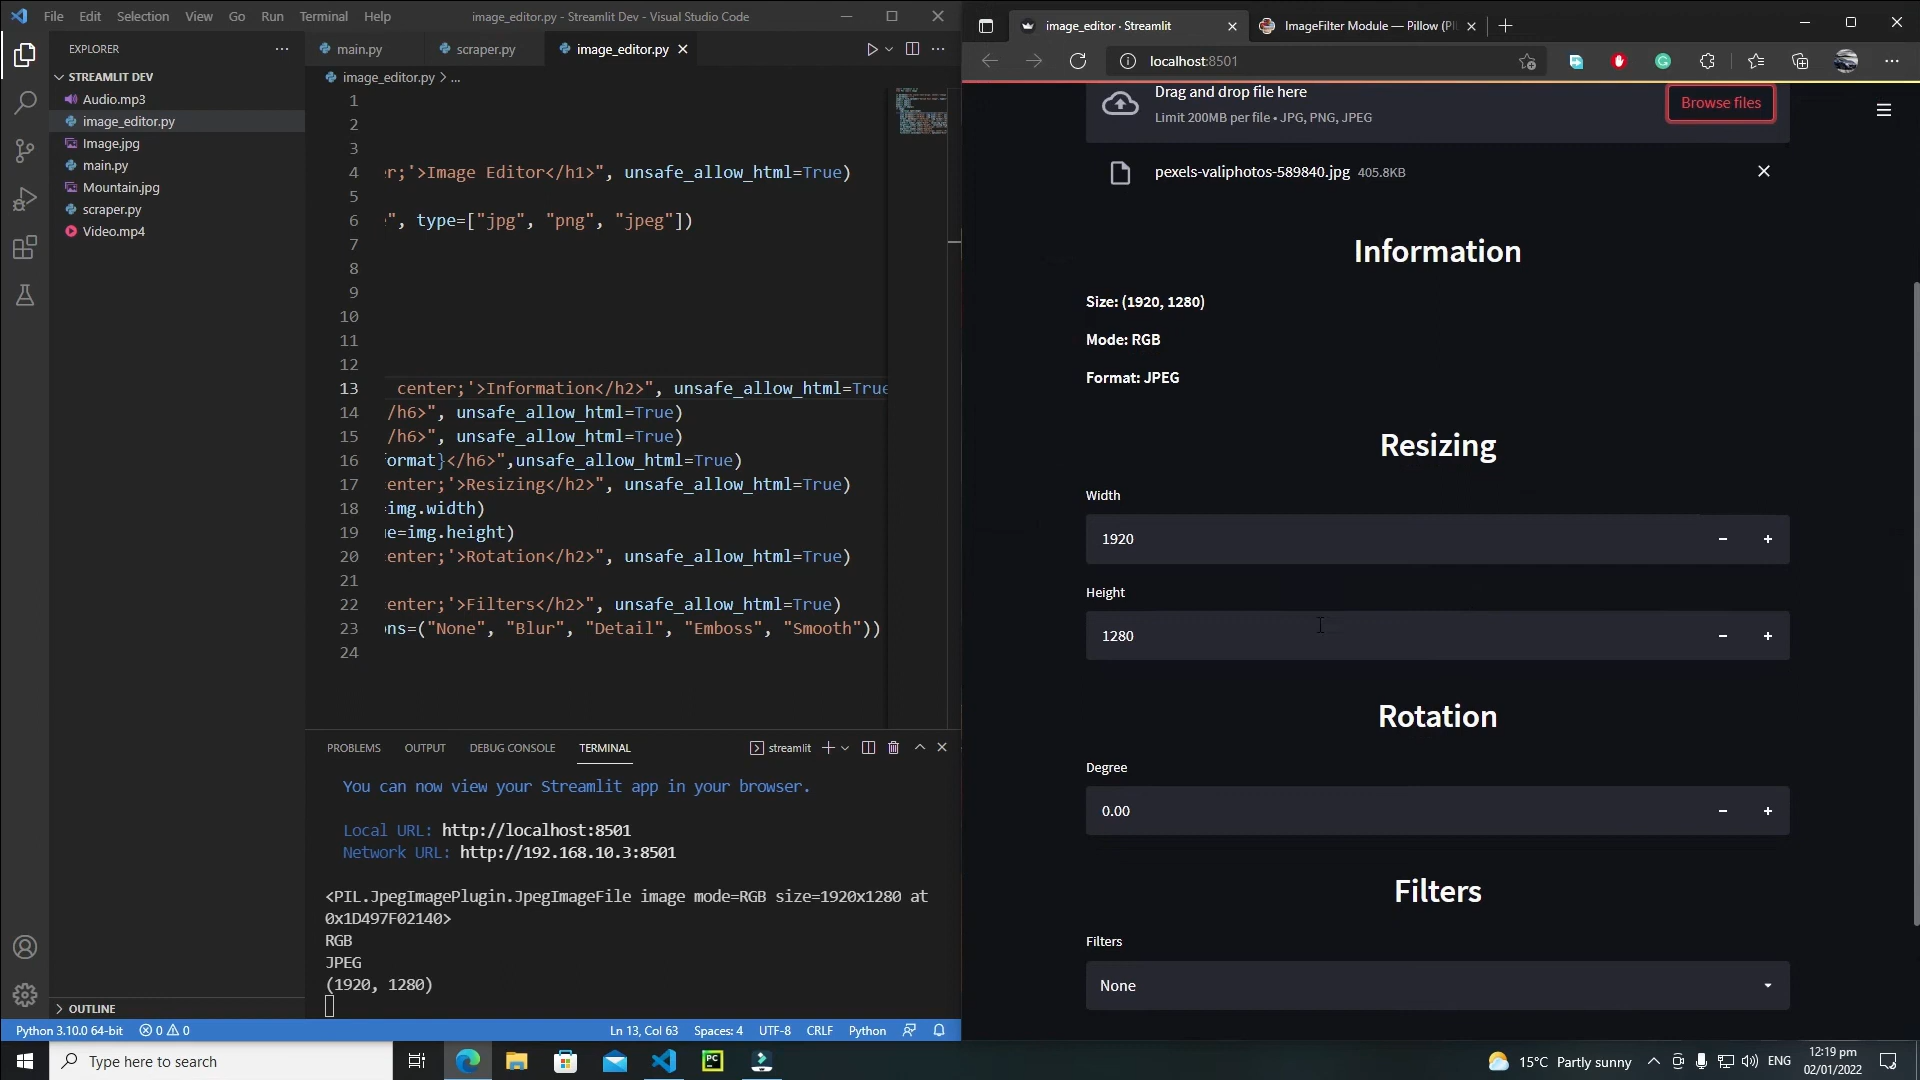 File Edit Selection View Go Run Terminal Help image_editor.py - Streamlit Dev - Visual Studio Code
EXPLORER
STREAMLIT DEV
Audio.mp3
image_editor.py
Image.jpg
main.py
Mountain.jpg
scraper.py
Video.mp4
OUTLINE
main.py scraper.py image_editor.py
image_editor.py > ...
1
2
3
4 r;'>Image Editor</h1>", unsafe_allow_html=True)
5
6 ", type=["jpg", "png", "jpeg"])
7
8
9
10
11
12
13 center;'>Information</h2>", unsafe_allow_html=True
14 /h6>", unsafe_allow_html=True)
15 /h6>", unsafe_allow_html=True)
16 format}</h6>",unsafe_allow_html=True)
17 enter;'>Resizing</h2>", unsafe_allow_html=True)
18 =img.width)
19 e=img.height)
20 enter;'>Rotation</h2>", unsafe_allow_html=True)
21
22 enter;'>Filters</h2>", unsafe_allow_html=True)
23 ons=("None", "Blur", "Detail", "Emboss", "Smooth"))
24
PROBLEMS OUTPUT DEBUG CONSOLE TERMINAL streamlit
You can now view your Streamlit app in your browser.
Local URL: http://localhost:8501
Network URL: http://192.168.10.3:8501
<PIL.JpegImagePlugin.JpegImageFile image mode=RGB size=1920x1280 at
0x1D497F02140>
RGB
JPEG
(1920, 1280)
Python 3.10.0 64-bit 0 0 Ln 13, Col 63 Spaces: 4 UTF-8 CRLF Python
image_editor · Streamlit ImageFilter Module — Pillow (PI
localhost:8501
Drag and drop file here
Limit 200MB per file • JPG, PNG, JPEG
Browse files
pexels-valiphotos-589840.jpg 405.8KB
Information
Size: (1920, 1280)
Mode: RGB
Format: JPEG
Resizing
Width
1920 - +
Height
1280 - +
Rotation
Degree
0.00 - +
Filters
Filters
None
Type here to search
PC
15°C Partly sunny ENG 12:19 pm
02/01/2022